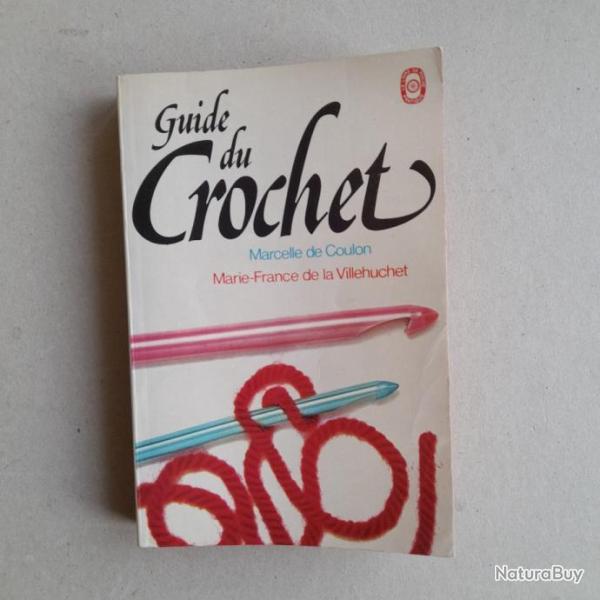 Guide
du
Crochet
Marcelle de Coulon
Marie-France de la Villehuchet
NaturaBuy